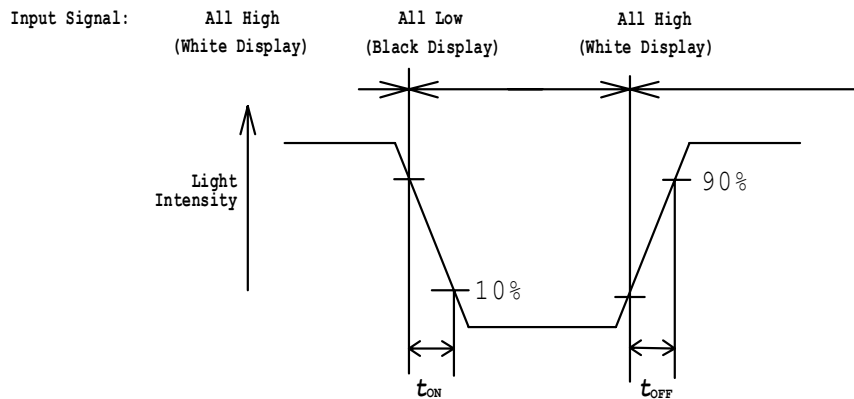 Input Signal: All High All Low All High
(White Display) (Black Display) (White Display)
Light
Intensity
90%
10%
tON tOFF